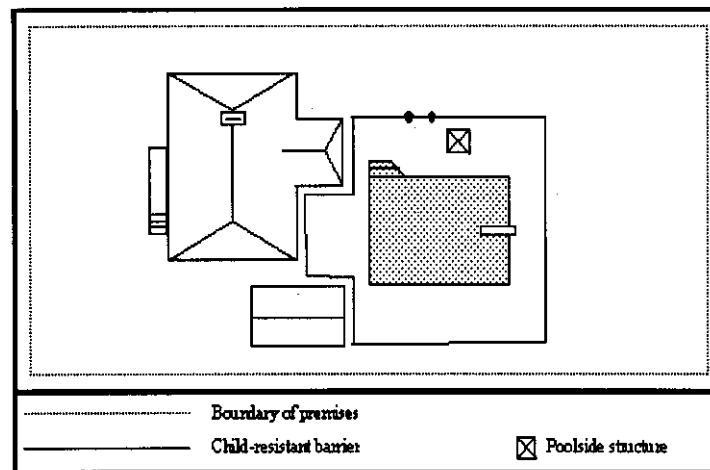 Boundary of premises
Child-resistant barrier
Poolside structure